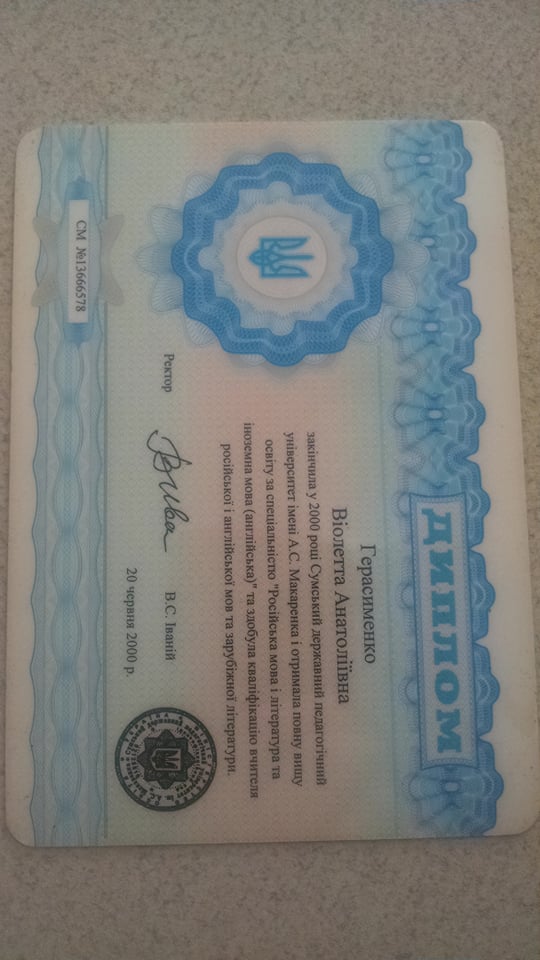 ДИПЛОМ
Герасименко
Віолетта Анатоліївна
закінчила у 2000 році Сумський державний педагогічний
університет імені А.С. Макаренка і отримала повну вищу
освіту за спеціальністю "Російська мова і література та
іноземна мова (англійська)" та здобула кваліфікацію вчителя
російської і англійської мов та зарубіжної літератури.
Ректор
В.С. Іваній
20 червня 2000 р.
СМ №13666578